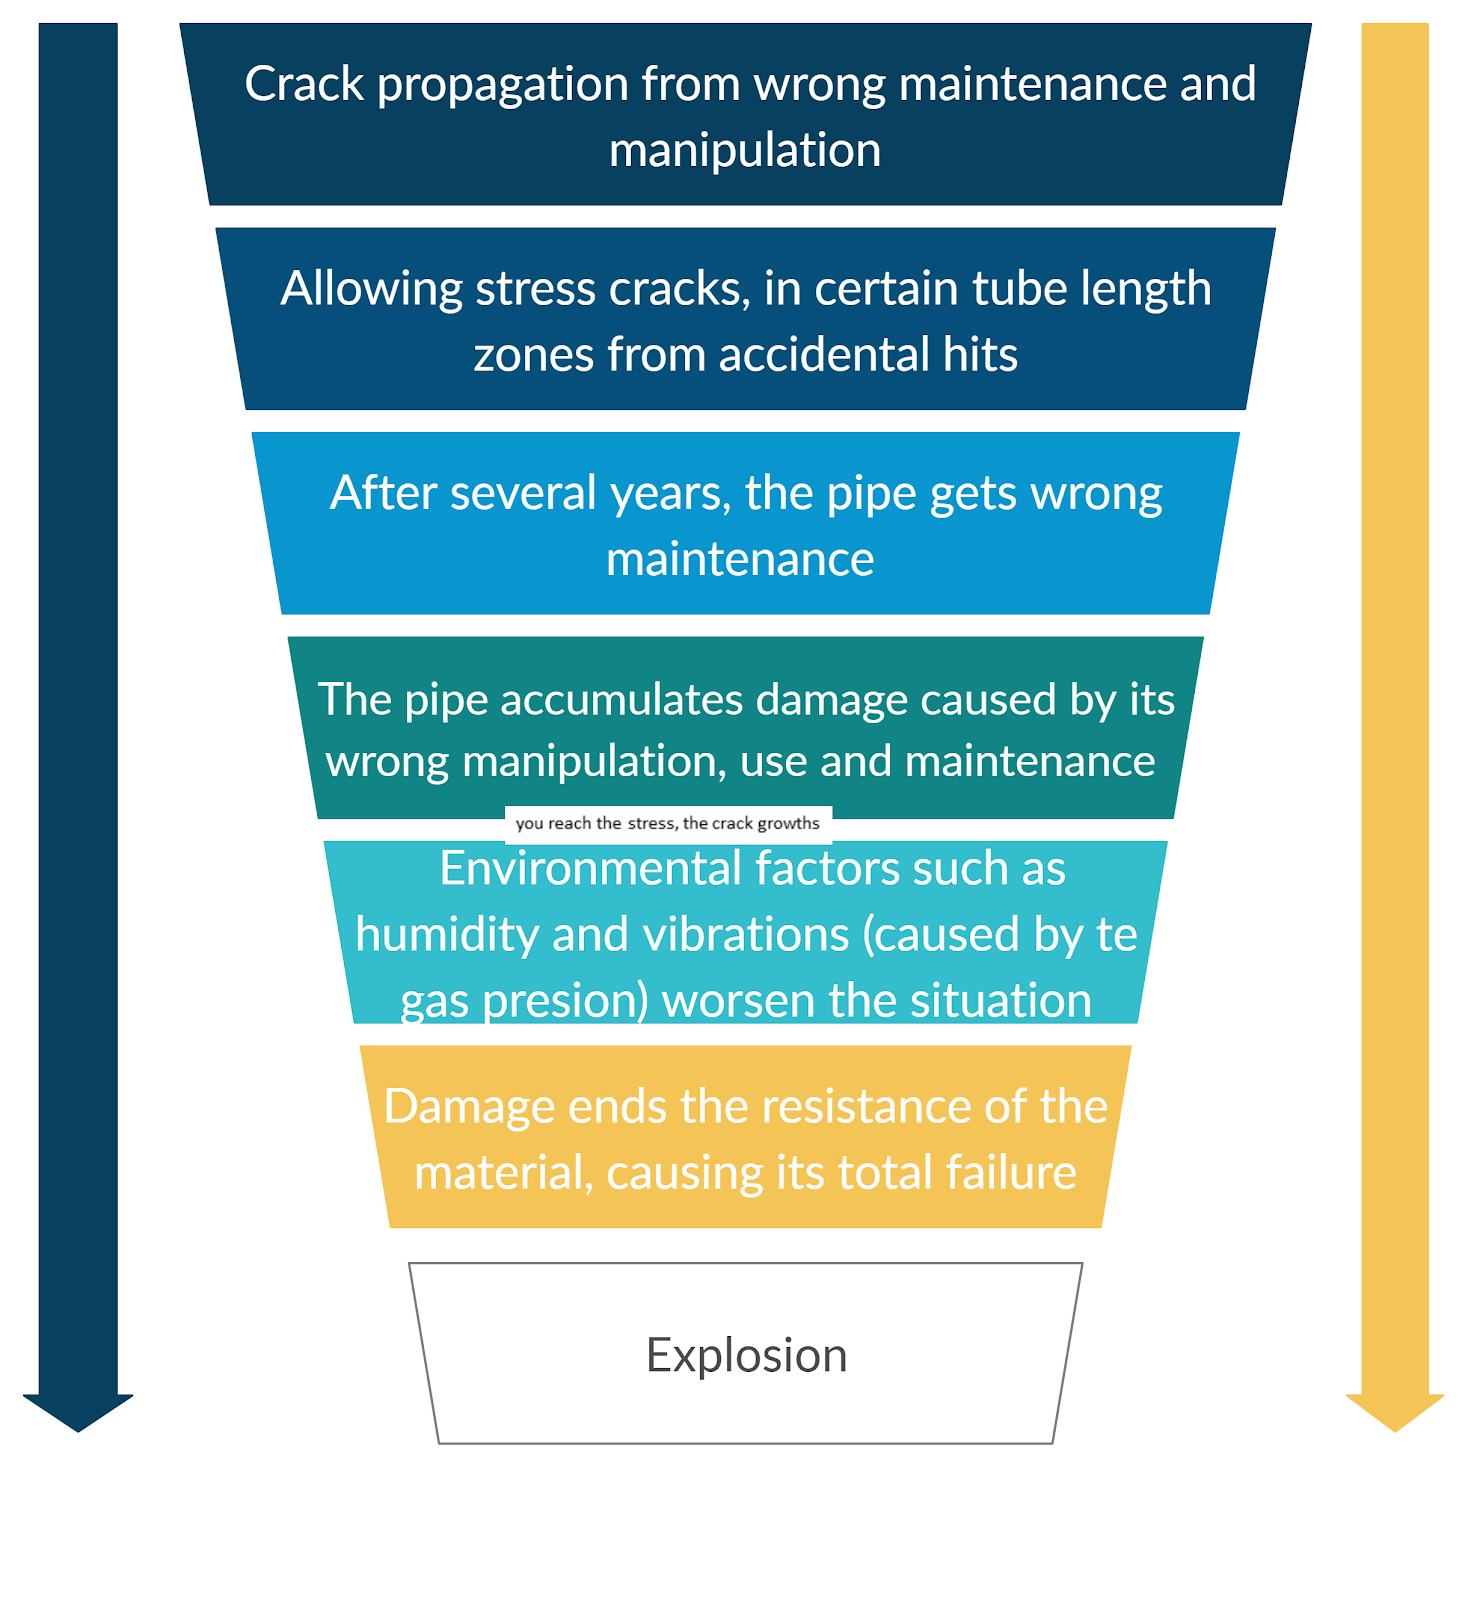 Crack propagation from wrong maintenance and
manipulation
Allowing stress cracks, in certain tube length
zones from accidental hits
After several years, the pipe gets wrong
maintenance
The pipe accumulates damage caused by its
wrong manipulation, use and maintenance
you reach the stress, the crack growths
Environmental factors such as
humidity and vibrations (caused by te
gas presion) worsen the situation
Damage ends the resistance of the
material, causing its total failure
Explosion